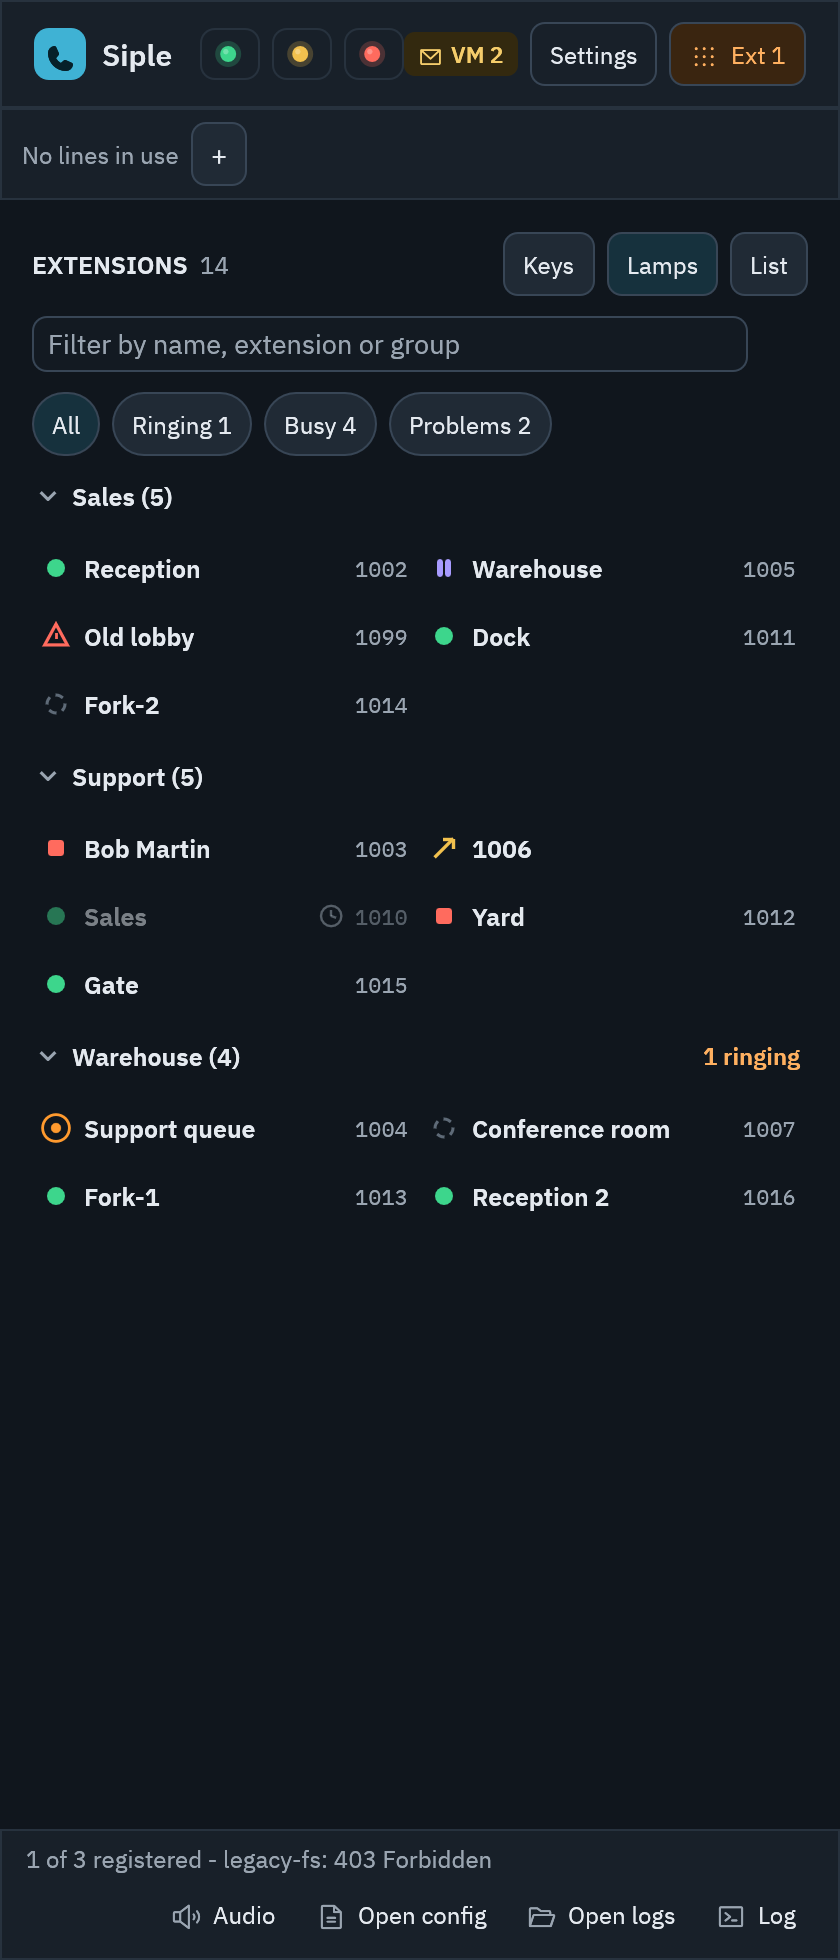 Siple VM 2 Settings Ext 1
No lines in use +
EXTENSIONS 14 Keys Lamps List
Filter by name, extension or group
All Ringing 1 Busy 4 Problems 2
Sales (5)
Reception 1002 Warehouse 1005
Old lobby 1099 Dock 1011
Fork-2 1014
Support (5)
Bob Martin 1003 1006
Sales 1010 Yard 1012
Gate 1015
Warehouse (4) 1 ringing
Support queue 1004 Conference room 1007
Fork-1 1013 Reception 2 1016
1 of 3 registered - legacy-fs: 403 Forbidden
Audio Open config Open logs Log